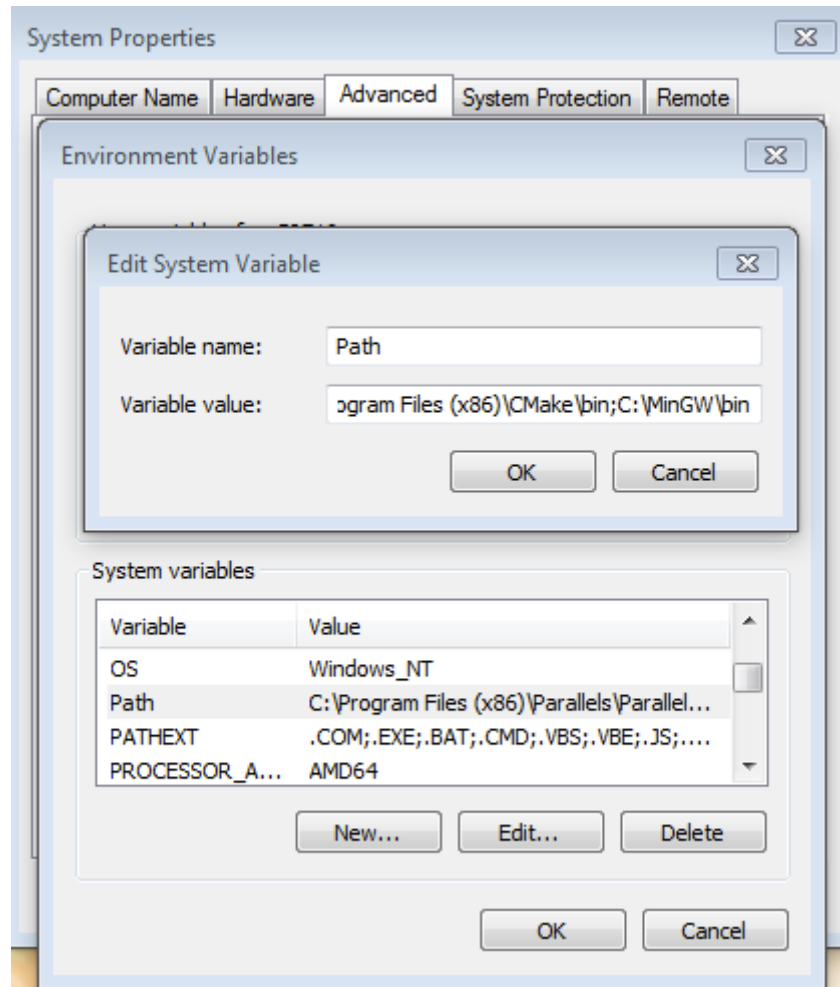 System Properties
Computer Name Hardware Advanced System Protection Remote
Environment Variables
Edit System Variable
Variable name: Path
Variable value: ogram Files (x86)\CMake\bin;C:\MinGW\bin
OK Cancel
System variables
Variable Value
OS Windows_NT
Path C:\Program Files (x86)\Parallels\Parallel...
PATHEXT .COM;.EXE;.BAT;.CMD;.VBS;.VBE;.JS;....
PROCESSOR_A... AMD64
New... Edit... Delete
OK Cancel